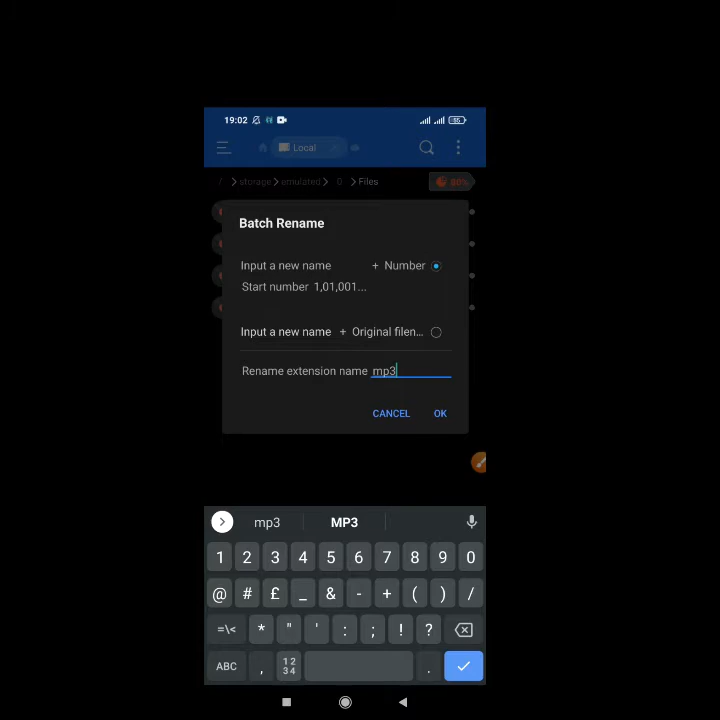 19:02 55
Local
/ storage emulated 0 Files 80%
Batch Rename
Input a new name + Number
Start number 1,01,001...
Input a new name + Original filen...
Rename extension name mp3
CANCEL OK
mp3 MP3
1 2 3 4 5 6 7 8 9 0
@ # £ _ & - + ( ) /
=\< * " ' : ; ! ?
ABC , 12 .
34